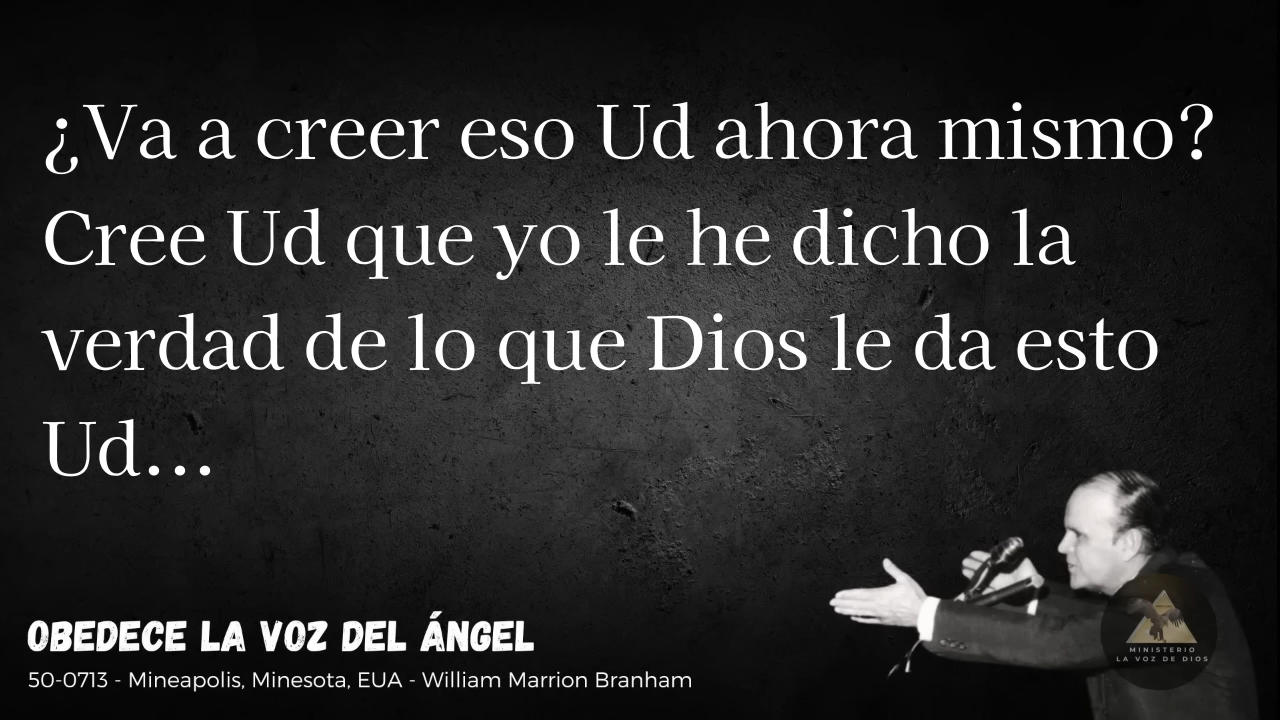 ¿Va a creer eso Ud ahora mismo?
Cree Ud que yo le he dicho la
verdad de lo que Dios le da esto
Ud...
OBEDECE LA VOZ DEL ÁNGEL
50-0713 - Mineapolis, Minesota, EUA - William Marrion Branham
MINISTERIO
LA VOZ DE DIOS